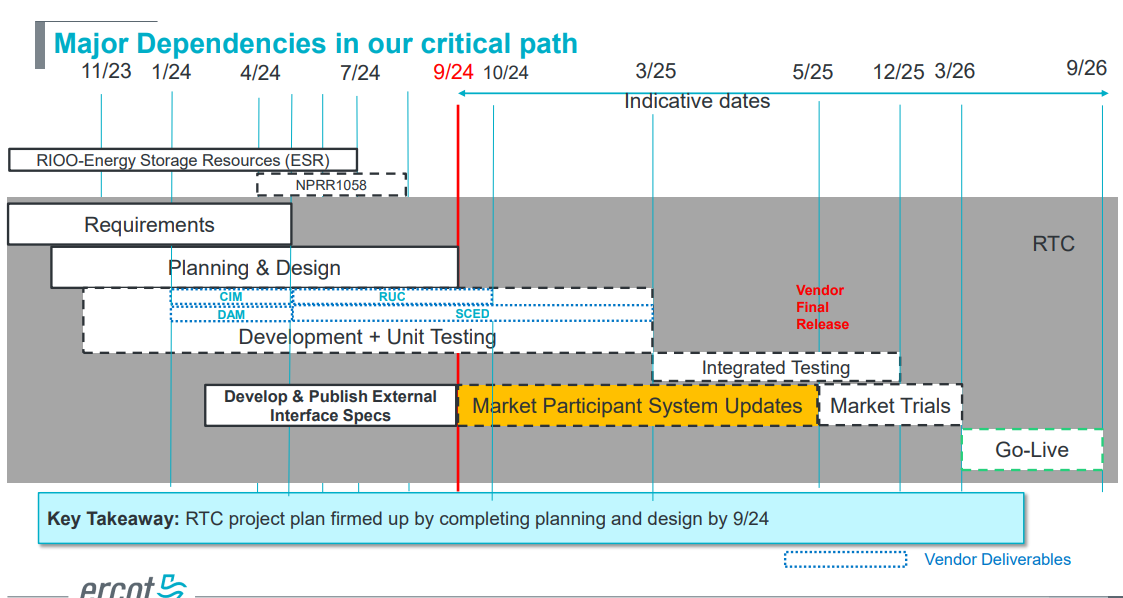 Major Dependencies in our critical path
11/23 1/24 4/24 7/24 9/24 10/24 3/25 5/25 12/25 3/26 9/26
Indicative dates
RIOO-Energy Storage Resources (ESR)
NPRR1058
Requirements
RTC
Planning & Design
CIM RUC
DAM SCED
Development + Unit Testing
Vendor
Final
Release
Integrated Testing
Develop & Publish External
Interface Specs
Market Participant System Updates
Market Trials
Go-Live
Key Takeaway: RTC project plan firmed up by completing planning and design by 9/24
Vendor Deliverables
ercot